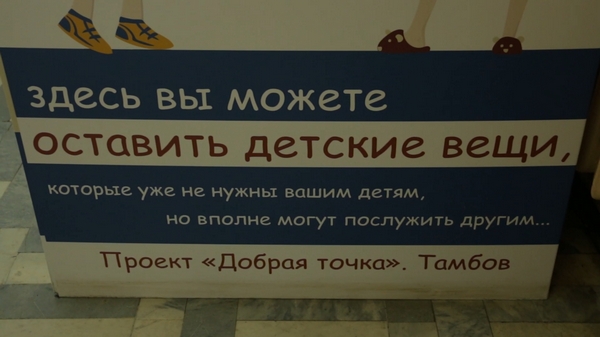 здесь вы можете
оставить детские вещи,
которые уже не нужны вашим детям,
но вполне могут послужить другим...
Проект «Добрая точка». Тамбов